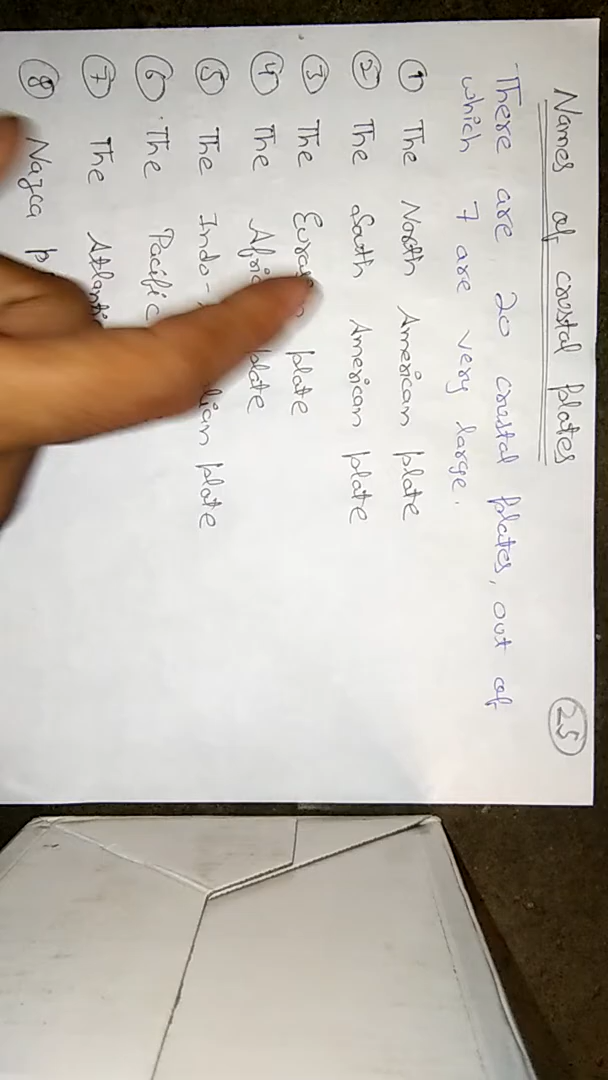 Names of crustal plates
25
There are 20 crustal plates, out of
which 7 are very large.
① The North American plate
② The South American plate
③ The plate
④ The plate
⑤ The Indo- plate
⑥ The Pacific
⑦ The
⑧ Nazca